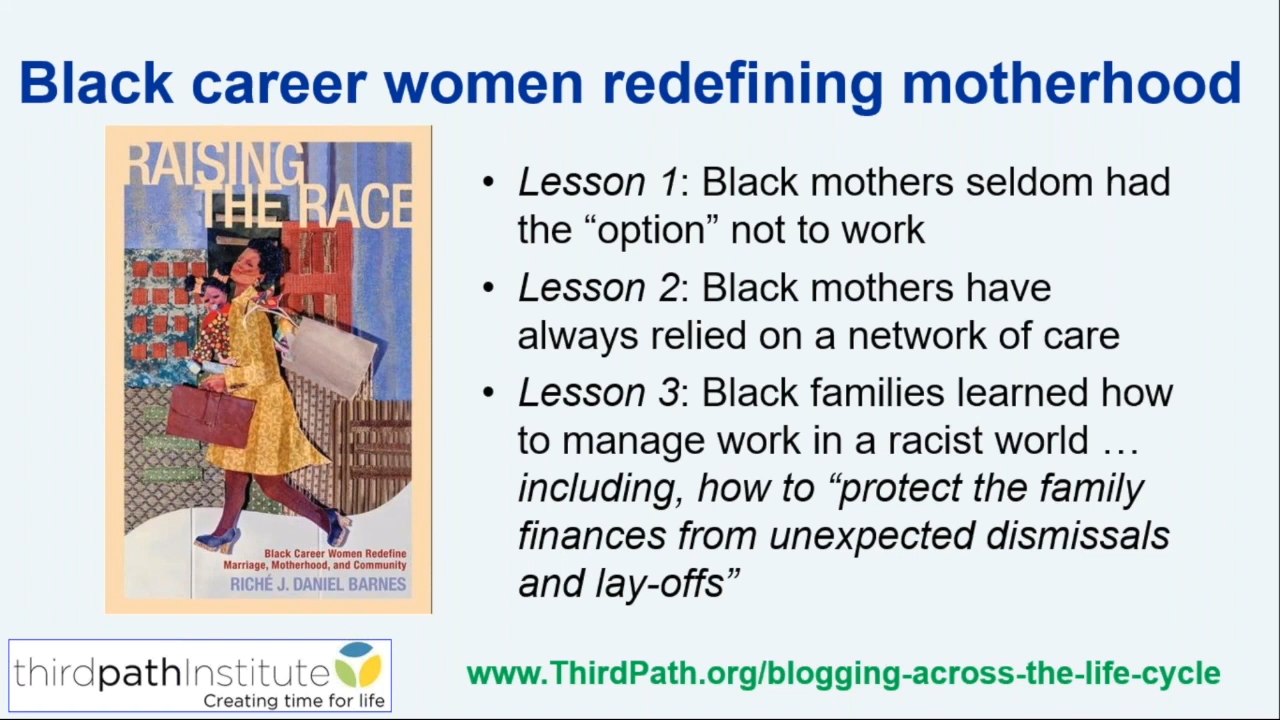 Black career women redefining motherhood
RAISING
THE RACE
Black Career Women Redefine
Marriage, Motherhood, and Community
RICHÉ J. DANIEL BARNES
• Lesson 1: Black mothers seldom had
the “option” not to work
• Lesson 2: Black mothers have
always relied on a network of care
• Lesson 3: Black families learned how
to manage work in a racist world …
including, how to “protect the family
finances from unexpected dismissals
and lay-offs”
thirdpathInstitute
Creating time for life
www.ThirdPath.org/blogging-across-the-life-cycle